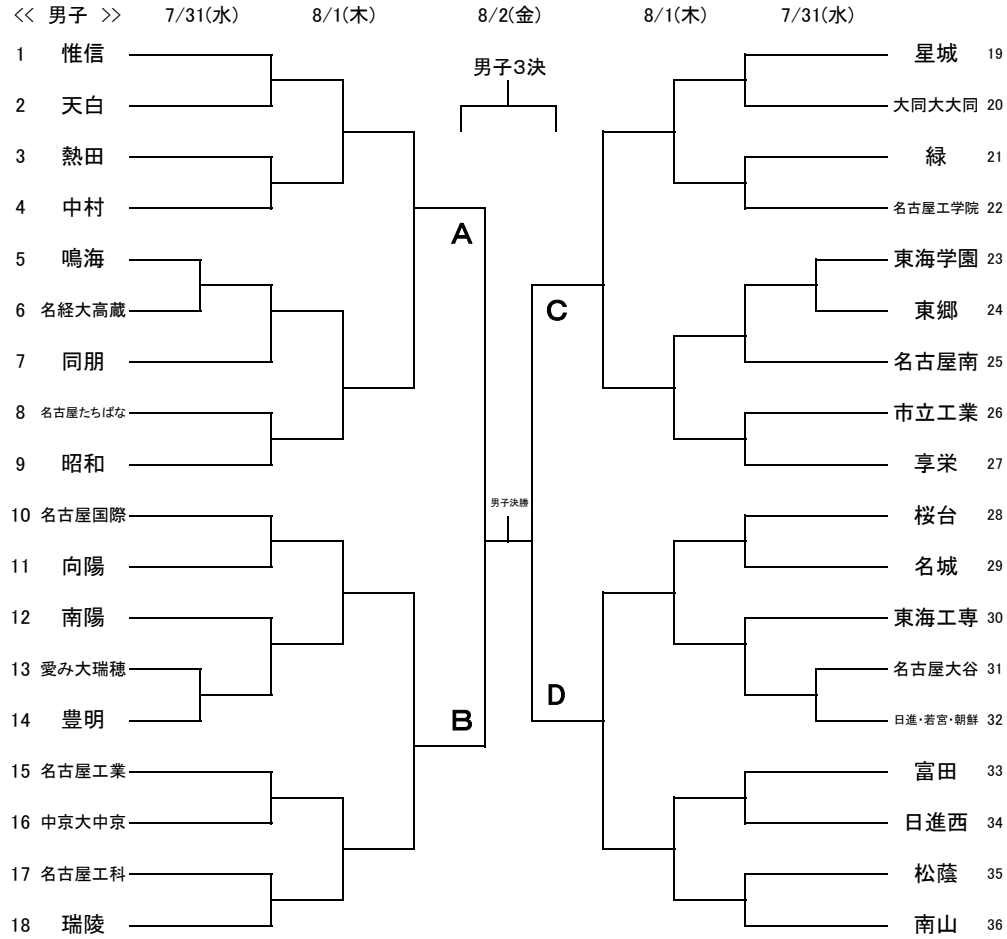 << 男子 >> 7/31(水) 8/1(木) 8/2(金) 8/1(木) 7/31(水)
男子3決
1 惟信
2 天白
3 熱田
4 中村
5 鳴海
6 名経大高蔵
7 同朋
8 名古屋たちばな
9 昭和
10 名古屋国際
11 向陽
12 南陽
13 愛み大瑞穂
14 豊明
15 名古屋工業
16 中京大中京
17 名古屋工科
18 瑞陵
A
B
男子決勝
C
D
星城 19
大同大大同 20
緑 21
名古屋工学院 22
東海学園 23
東郷 24
名古屋南 25
市立工業 26
享栄 27
桜台 28
名城 29
東海工専 30
名古屋大谷 31
日進・若宮・朝鮮 32
富田 33
日進西 34
松蔭 35
南山 36